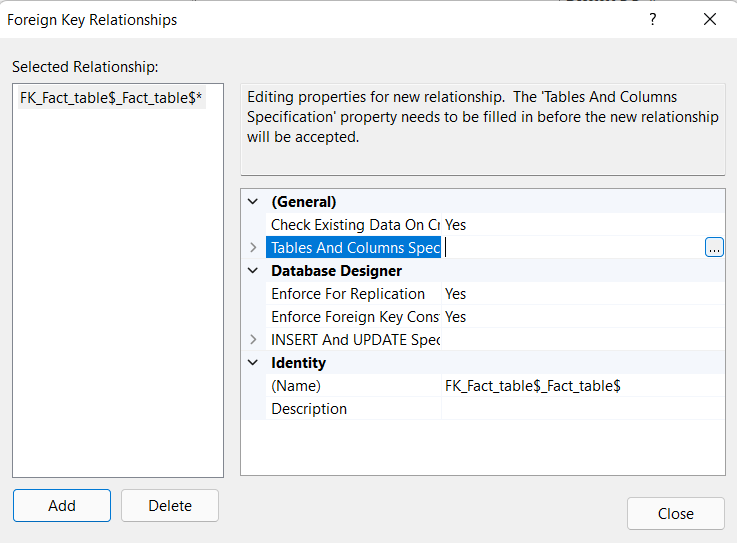 Foreign Key Relationships
?
Selected Relationship:
FK_Fact_table$_Fact_table$*
Editing properties for new relationship.  The 'Tables And Columns
Specification' property needs to be filled in before the new relationship
will be accepted.
(General)
Check Existing Data On Cr Yes
Tables And Columns Spec ...
Database Designer
Enforce For Replication Yes
Enforce Foreign Key Cons Yes
INSERT And UPDATE Spec
Identity
(Name) FK_Fact_table$_Fact_table$
Description
Add Delete
Close